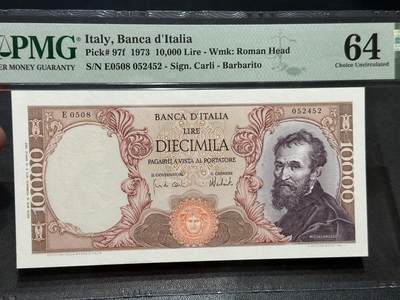 PMG
PAPER MONEY GUARANTY
Italy, Banca d'Italia
Pick# 97f 1973 10,000 Lire - Wmk: Roman Head
S/N E0508 052452 - Sign. Carli - Barbarito
64
Choice Uncirculated
E 0508
BANCA D'ITALIA
052452
LIRE
DIECIMILA
PAGABILI A VISTA AL PORTATORE
IL GOVERNATORE
IL CASSIERE
10000
10000
MICHELANGELO